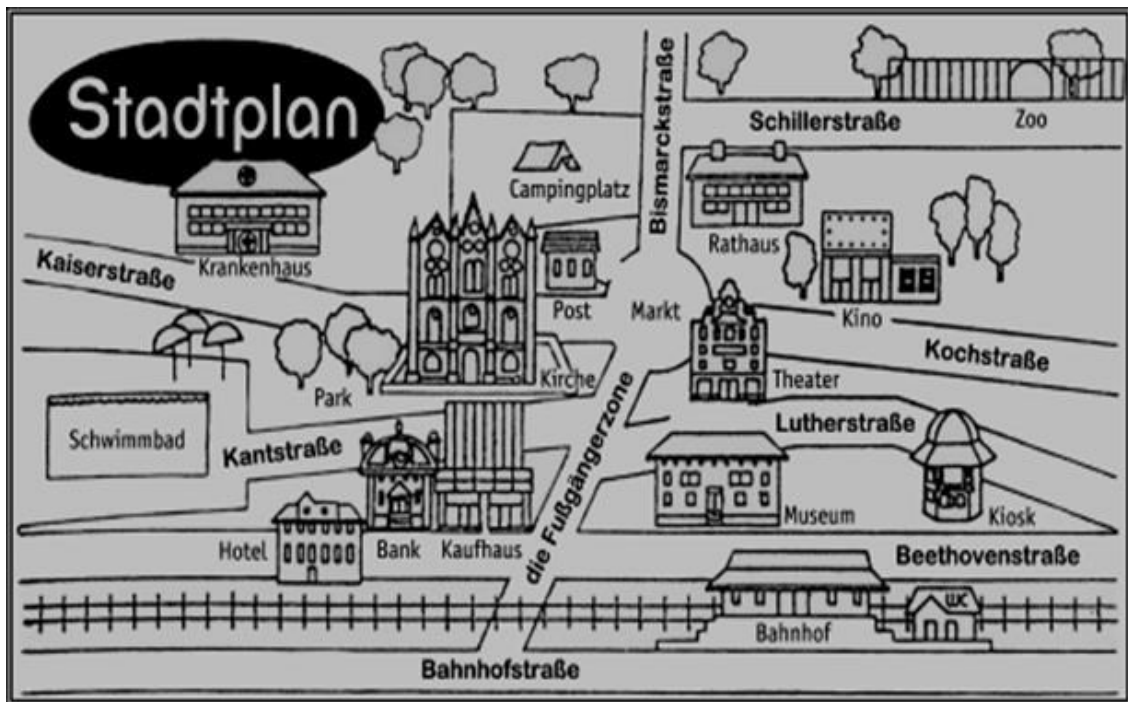 Stadtplan
Bismarckstraße
Schillerstraße
Zoo
Campingplatz
Rathaus
Krankenhaus
Kaiserstraße
Post
Markt
Kino
Kochstraße
Kirche
Theater
Park
Lutherstraße
Schwimmbad
Kantstraße
die Fußgängerzone
Museum
Kiosk
Hotel
Bank
Kaufhaus
Beethovenstraße
WC
Bahnhof
Bahnhofstraße